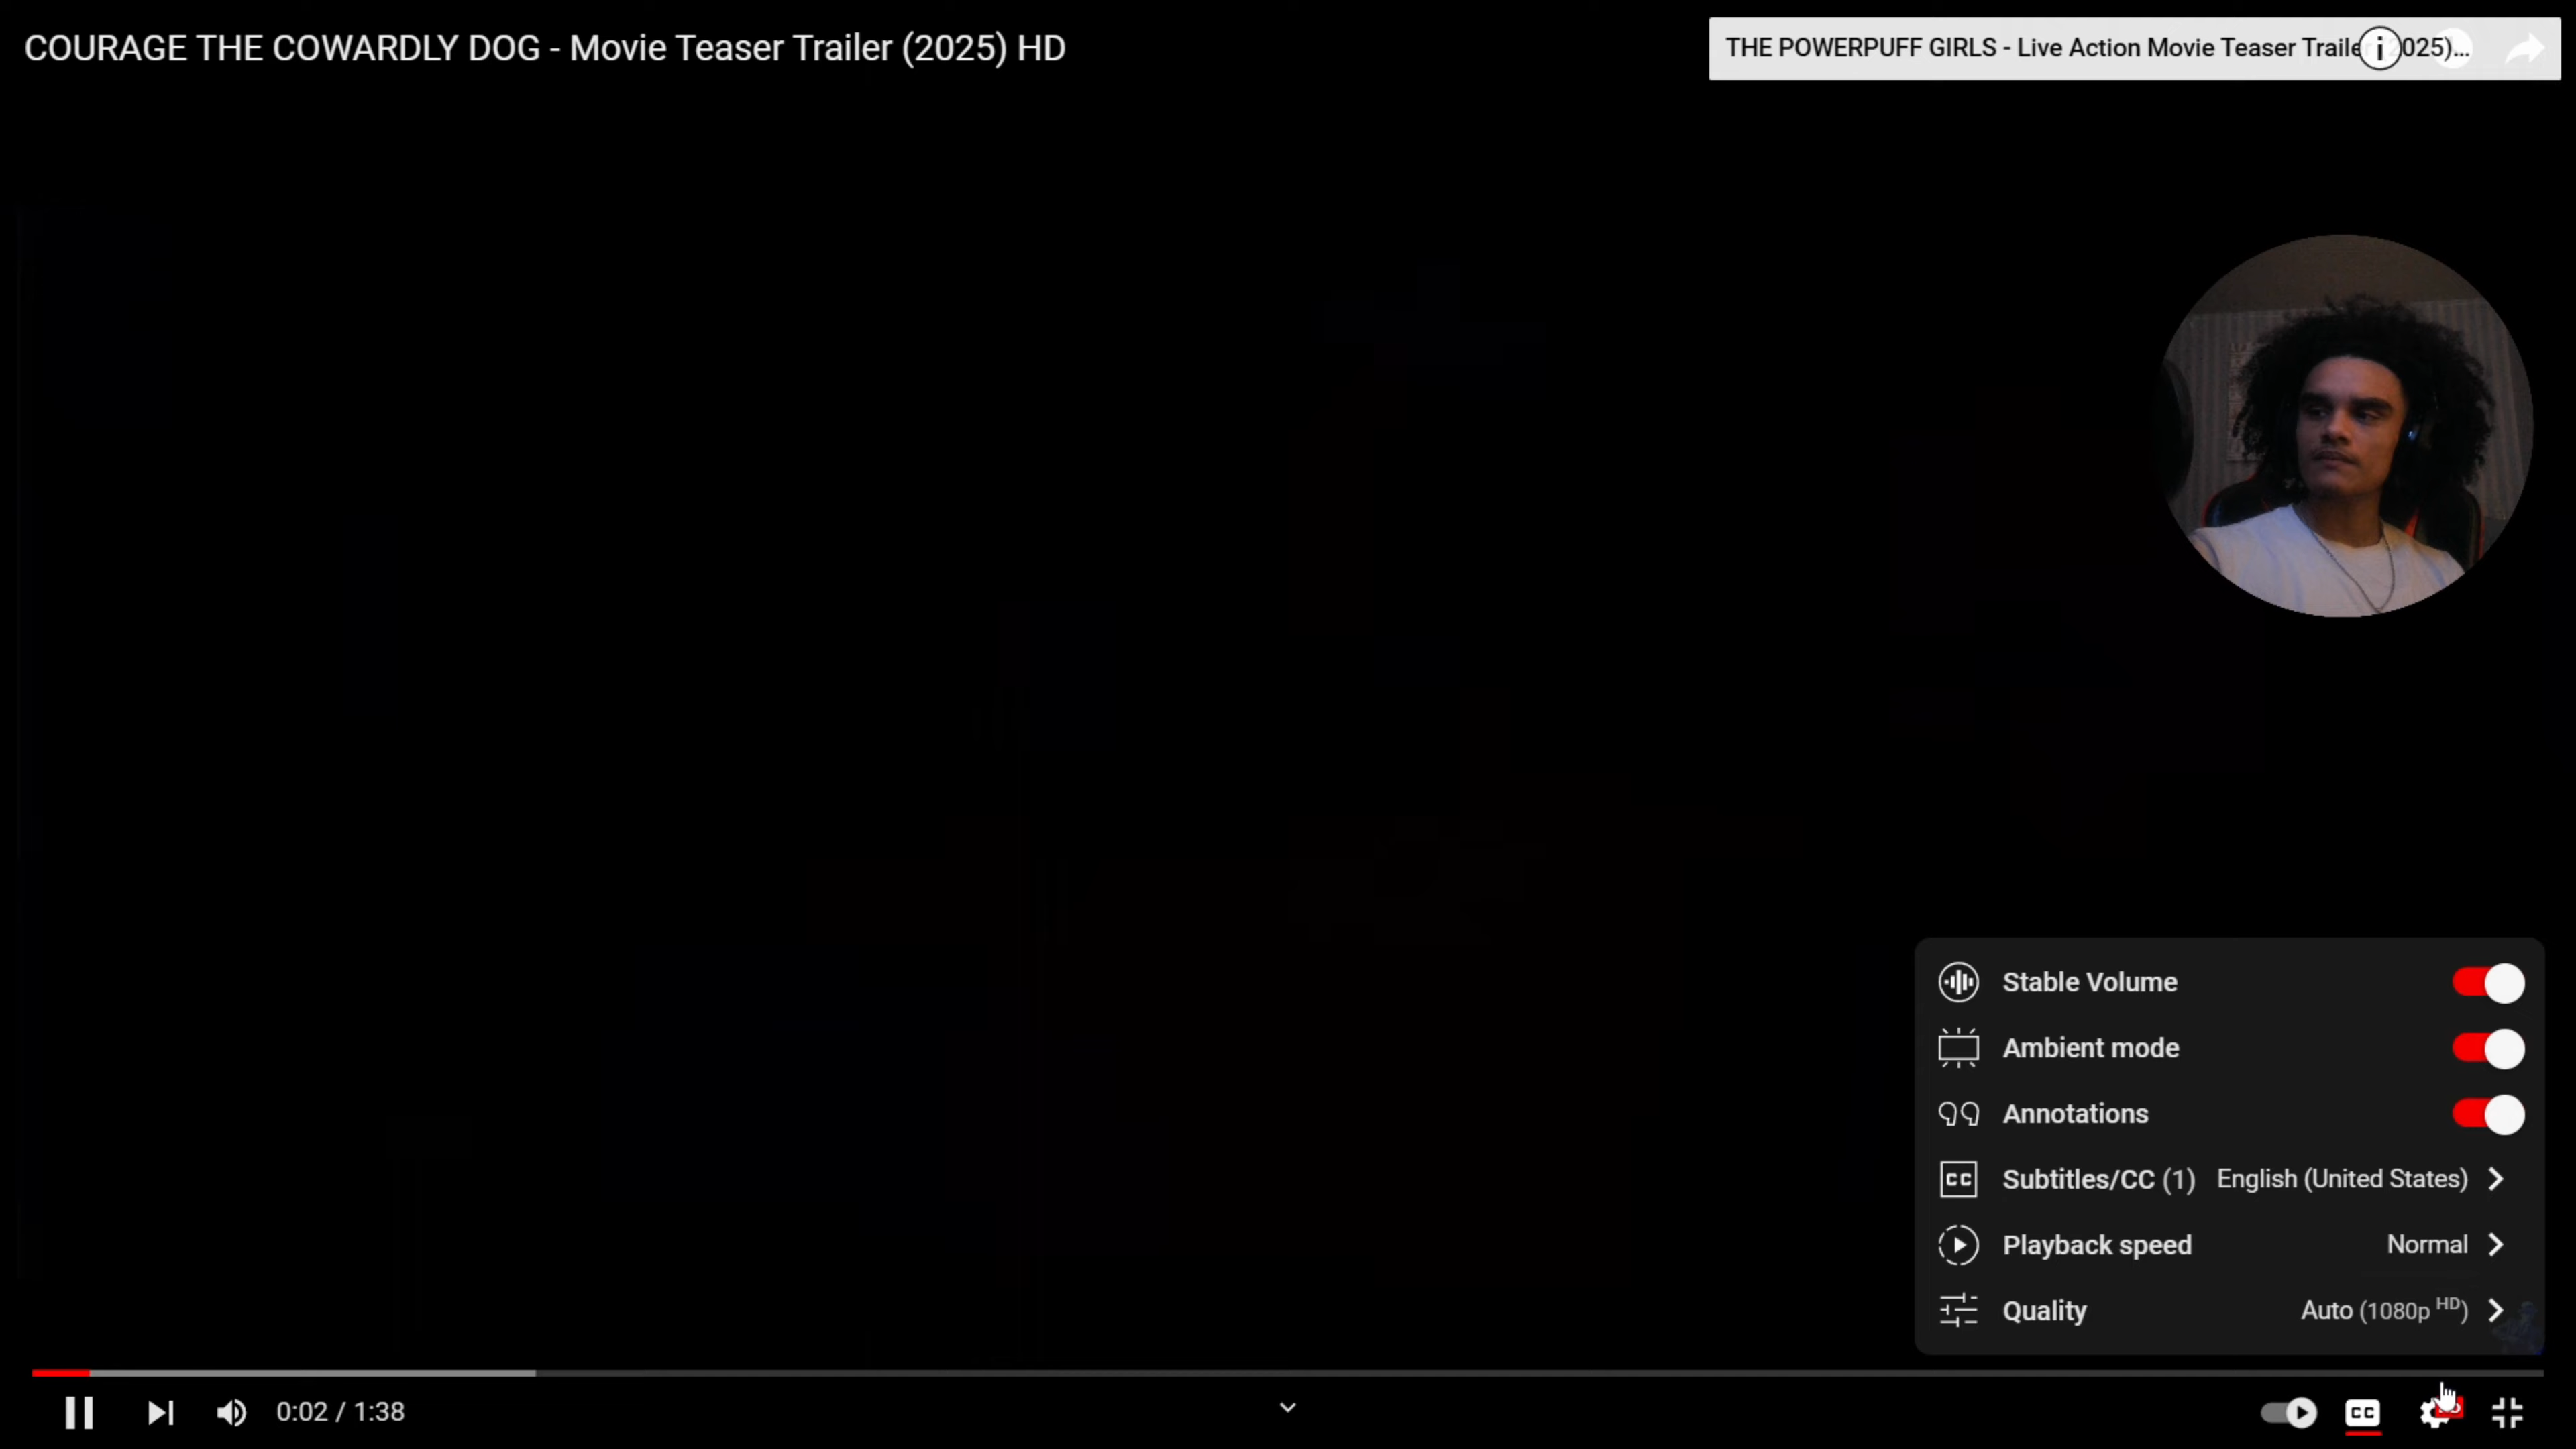 COURAGE THE COWARDLY DOG - Movie Teaser Trailer (2025) HD
THE POWERPUFF GIRLS - Live Action Movie Teaser 025)...
Stable Volume
Ambient mode
Annotations
CC Subtitles/CC (1) English (United States)
Playback speed Normal
Quality Auto (1080p HD)
0:02 / 1:38
CC